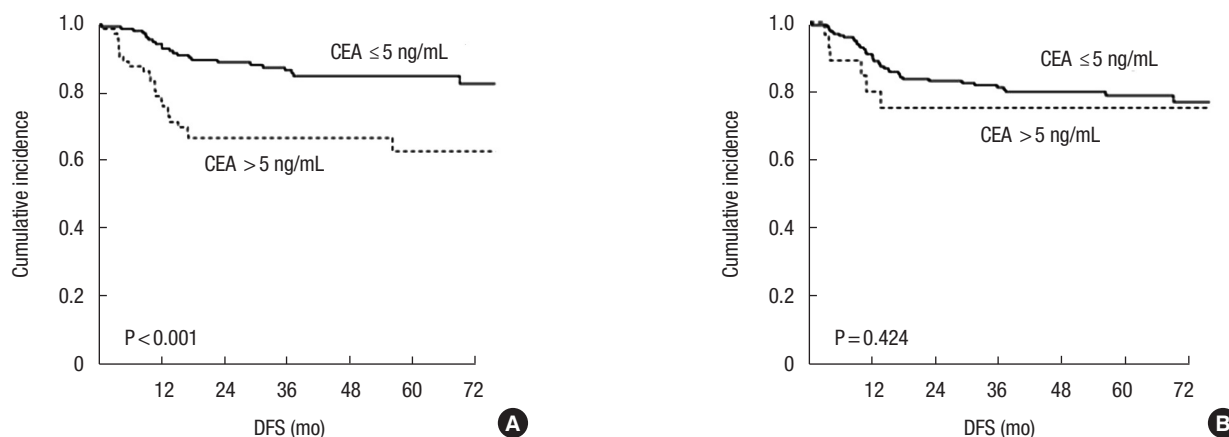 1.0
0.8
0.6
0.4
0.2
0
Cumulative incidence
CEA ≤ 5 ng/mL
CEA > 5 ng/mL
P < 0.001
12 24 36 48 60 72
DFS (mo)
A
1.0
0.8
0.6
0.4
0.2
0
Cumulative incidence
CEA ≤ 5 ng/mL
CEA > 5 ng/mL
P = 0.424
12 24 36 48 60 72
DFS (mo)
B